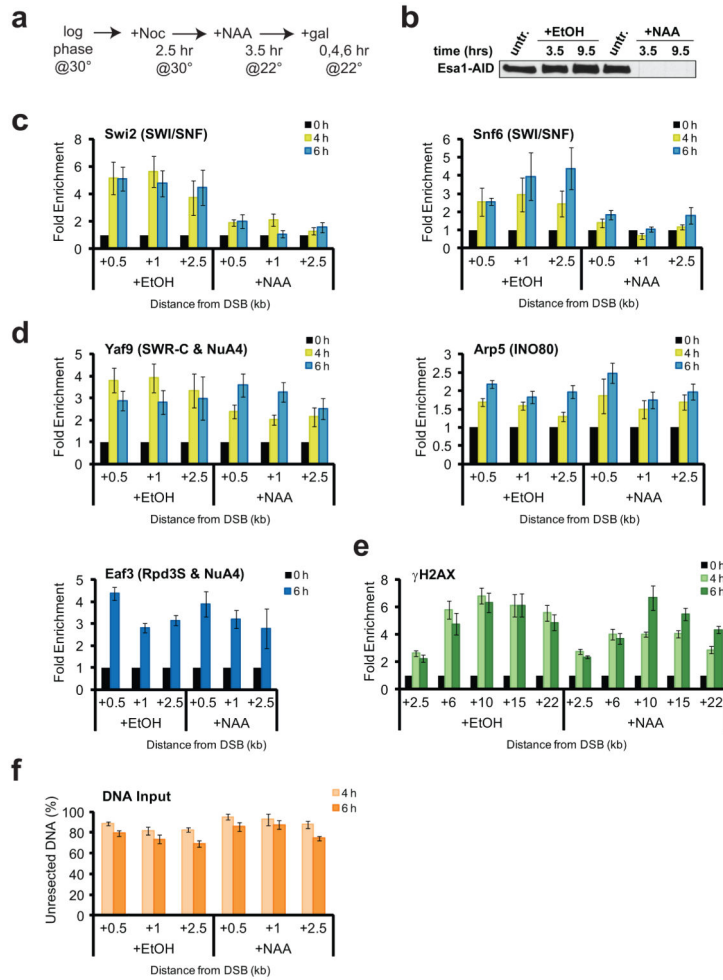 a
log → +Noc → +NAA → +gal
phase 2.5 hr 3.5 hr 0,4,6 hr
@30° @30° @22° @22°
b
untr. +EtOH untr. +NAA
time (hrs) 3.5 9.5 3.5 9.5
Esa1-AID
c
Swi2 (SWI/SNF)
0 h
4 h
6 h
Fold Enrichment
8
6
4
2
0
+0.5 +1 +2.5 +0.5 +1 +2.5
+EtOH +NAA
Distance from DSB (kb)
Snf6 (SWI/SNF)
0 h
4 h
6 h
Fold Enrichment
6
5
4
3
2
1
0
+0.5 +1 +2.5 +0.5 +1 +2.5
+EtOH +NAA
Distance from DSB (kb)
d
Yaf9 (SWR-C & NuA4)
0 h
4 h
6 h
Fold Enrichment
5
4
3
2
1
0
+0.5 +1 +2.5 +0.5 +1 +2.5
+EtOH +NAA
Distance from DSB (kb)
Arp5 (INO80)
0 h
4 h
6 h
Fold Enrichment
3
2.5
2
1.5
1
0.5
0
+0.5 +1 +2.5 +0.5 +1 +2.5
+EtOH +NAA
Distance from DSB (kb)
Eaf3 (Rpd3S & NuA4)
0 h
6 h
Fold Enrichment
5
4
3
2
1
0
+0.5 +1 +2.5 +0.5 +1 +2.5
+EtOH +NAA
Distance from DSB (kb)
e
γH2AX
0 h
4 h
6 h
Fold Enrichment
8
6
4
2
0
+2.5 +6 +10 +15 +22 +2.5 +6 +10 +15 +22
+EtOH +NAA
Distance from DSB (kb)
f
DNA Input
4 h
6 h
Unresected DNA (%)
100
80
60
40
20
0
+0.5 +1 +2.5 +0.5 +1 +2.5
+EtOH +NAA
Distance from DSB (kb)